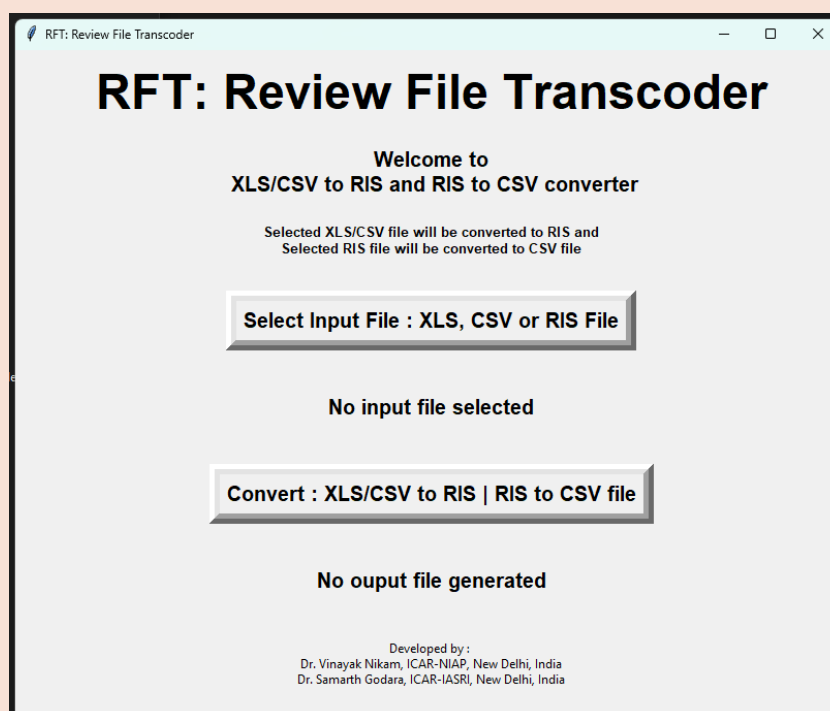 RFT: Review File Transcoder
RFT: Review File Transcoder
Welcome to
XLS/CSV to RIS and RIS to CSV converter
Selected XLS/CSV file will be converted to RIS and
Selected RIS file will be converted to CSV file
Select Input File : XLS, CSV or RIS File
No input file selected
Convert : XLS/CSV to RIS | RIS to CSV file
No ouput file generated
Developed by :
Dr. Vinayak Nikam, ICAR-NIAP, New Delhi, India
Dr. Samarth Godara, ICAR-IASRI, New Delhi, India